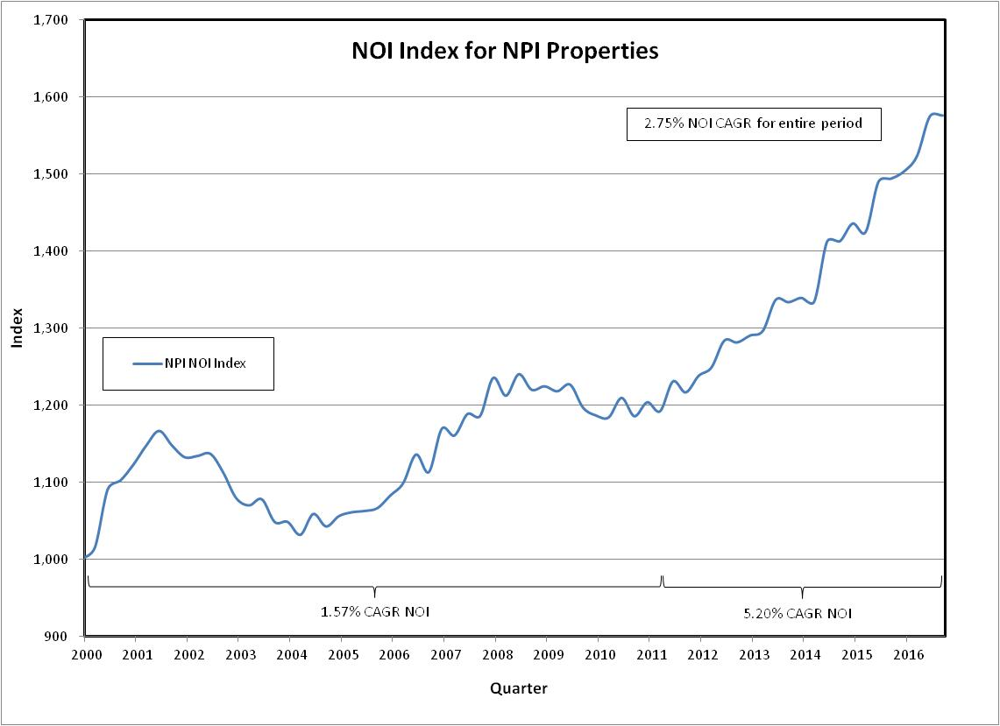 NOI Index for NPI Properties
1,700
1,600
1,500
1,400
1,300
1,200
1,100
1,000
900
Index
2.75% NOI CAGR for entire period
NPI NOI Index
1.57% CAGR NOI
5.20% CAGR NOI
2000 2001 2002 2003 2004 2005 2006 2007 2008 2009 2010 2011 2012 2013 2014 2015 2016
Quarter